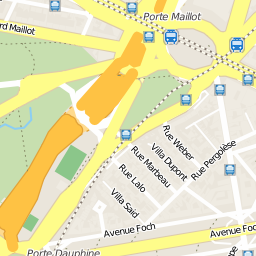 Porte Maillot
rd Maillot
Rue Weber
Villa Dupont
Rue Pergolèse
Rue Marbeau
Rue Lalo
Villa Saïd
Avenue Foch
Avenue Foch
Porte Dauphine